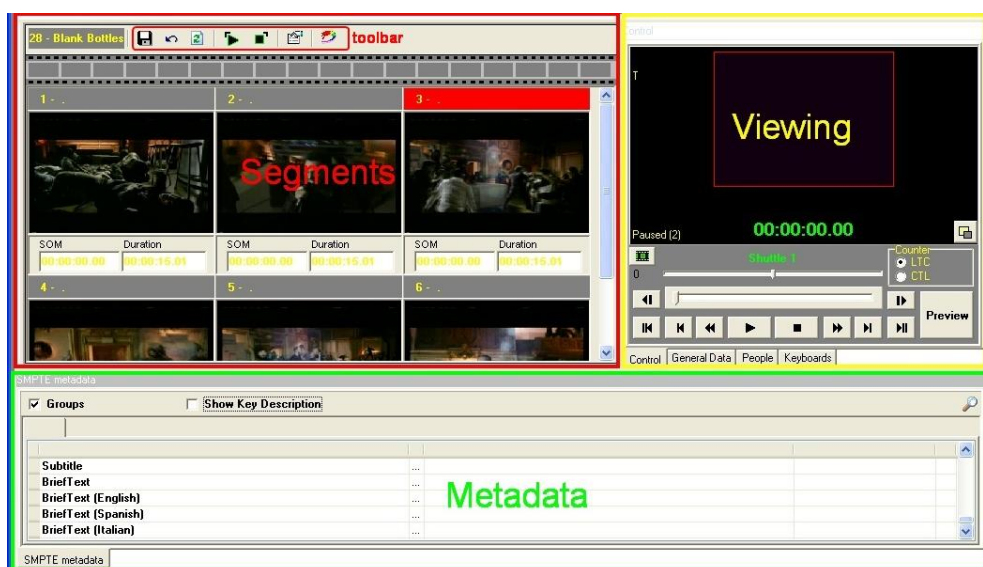 28 - Blank Bottles toolbar
1 - . 2 - . 3 - .
Segments
SOM Duration SOM Duration SOM Duration
00:00:00.00 00:00:15.01 00:00:00.00 00:00:15.01 00:00:00.00 00:00:15.01
4 - . 5 - . 6 - .
T
Viewing
Paused (2) 00:00:00.00
0 Shuttle 1
Counter
LTC
CTL
Preview
Control General Data People Keyboards
SMPTE metadata
Groups Show Key Description
Subtitle ...
BriefText ...
BriefText (English) ...
BriefText (Spanish) ...
BriefText (Italian) ...
Metadata
SMPTE metadata